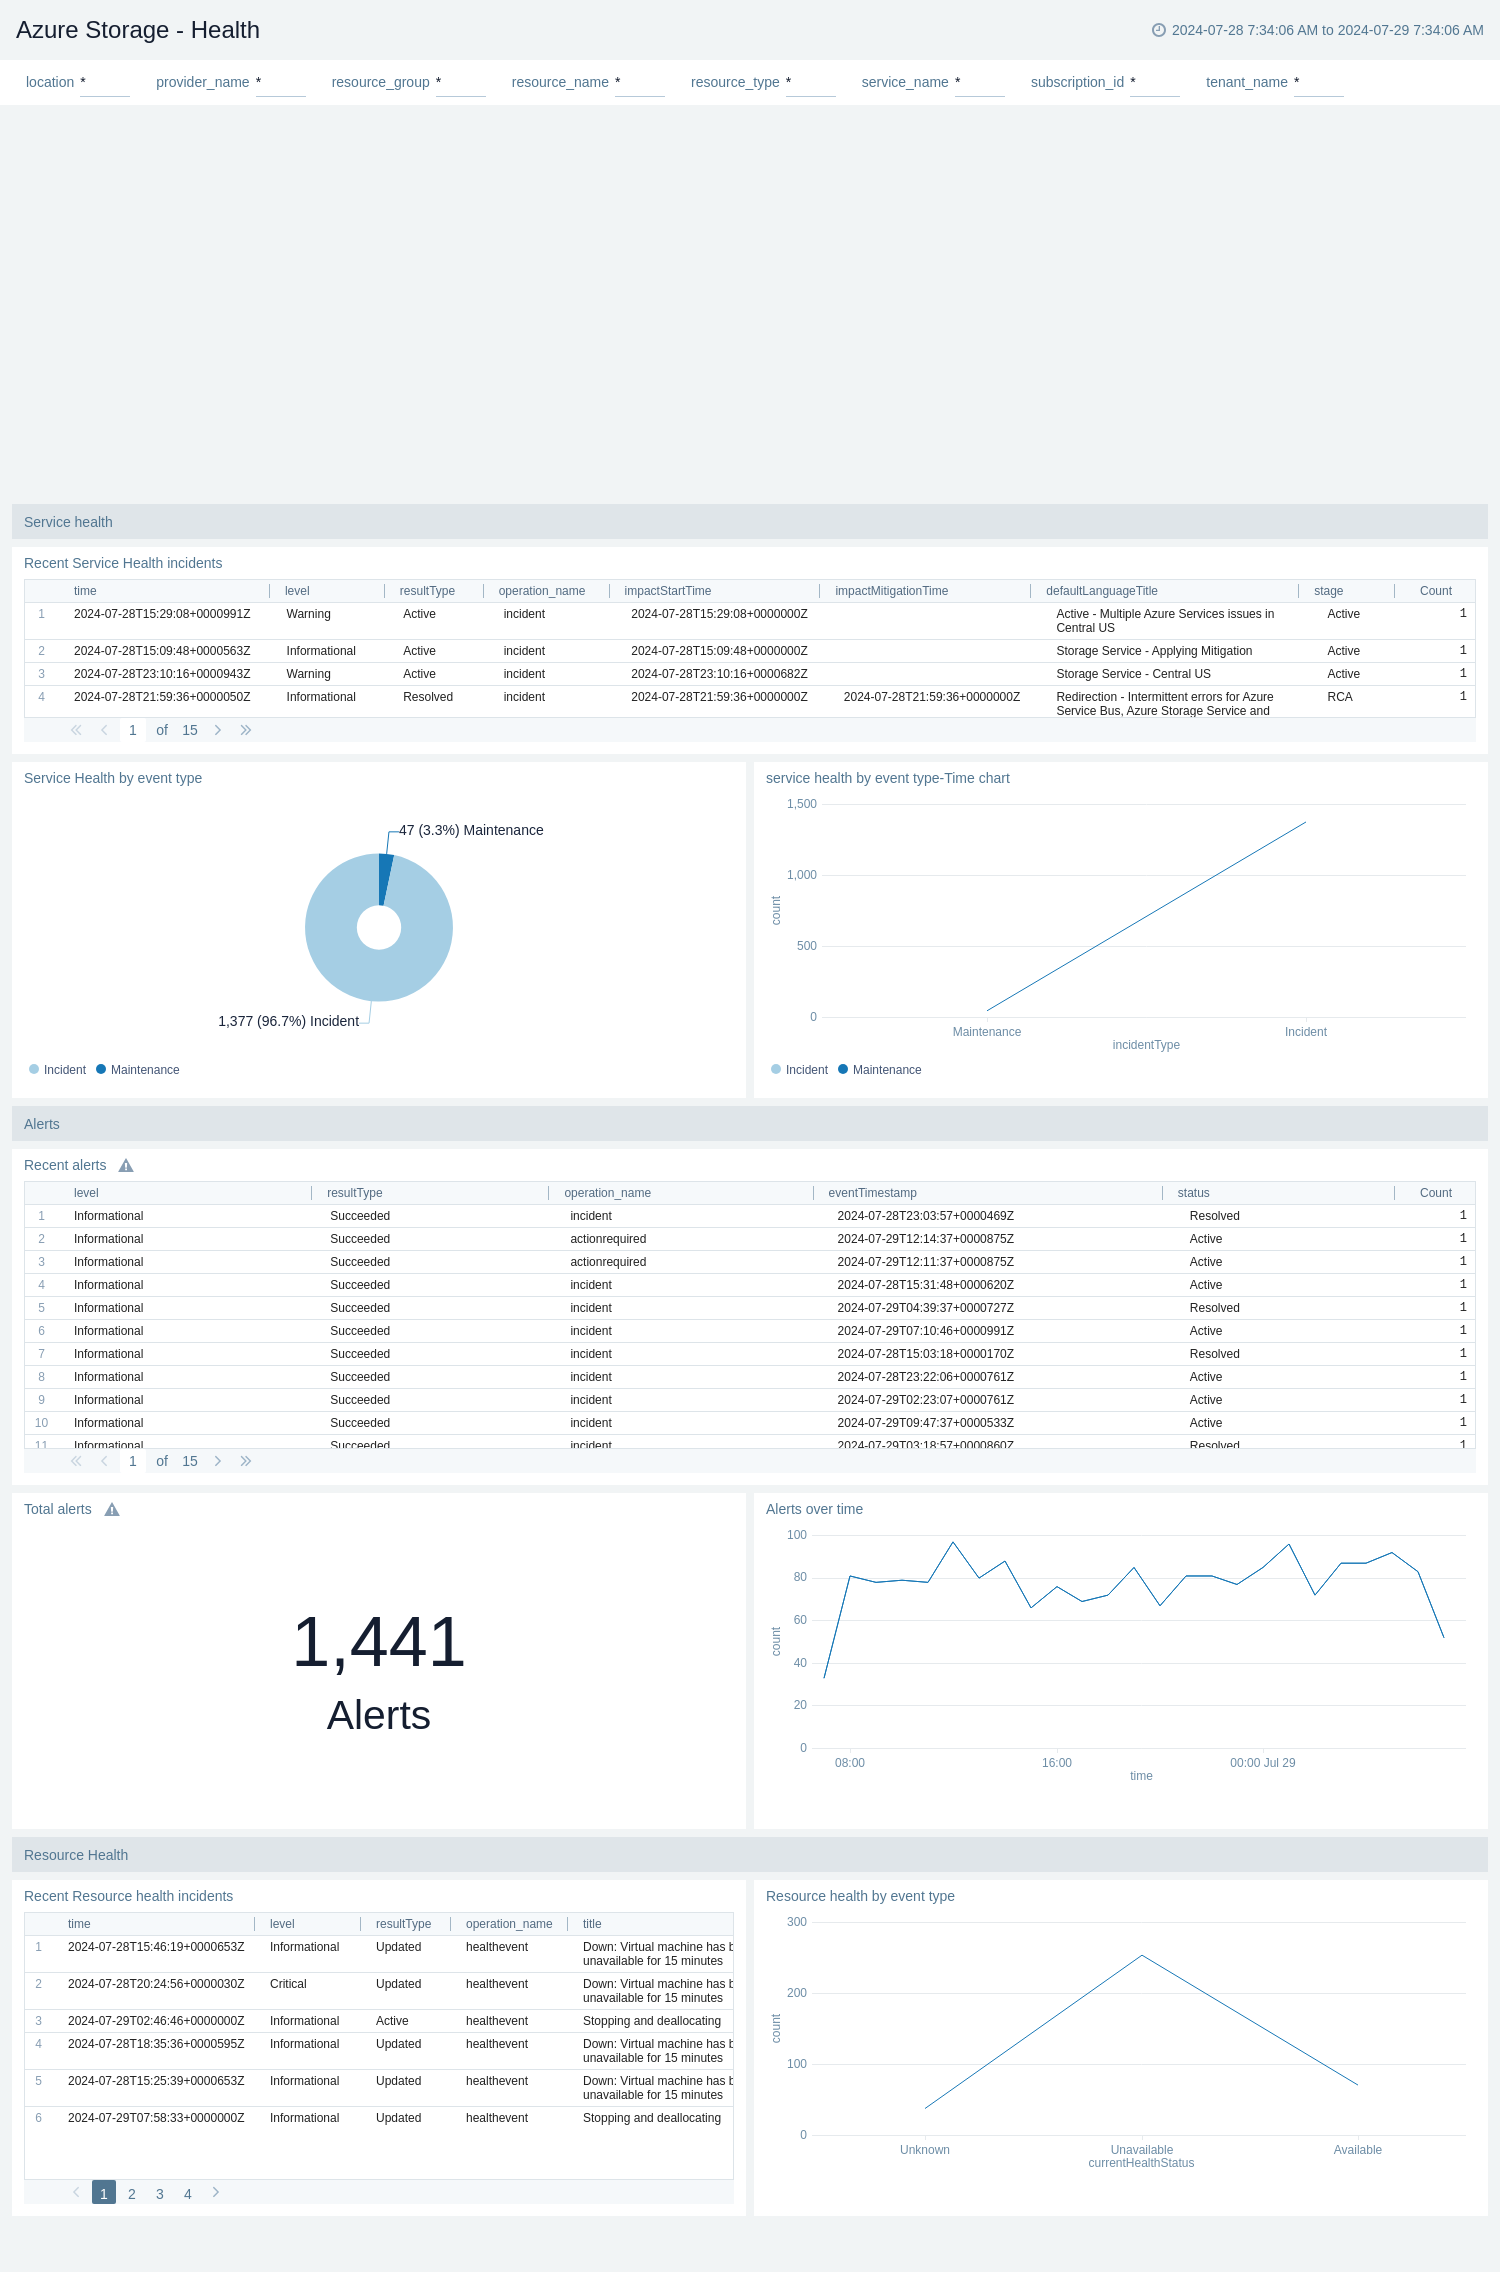 Azure Storage - Health
2024-07-28 7:34:06 AM to 2024-07-29 7:34:06 AM
location * provider_name * resource_group * resource_name * resource_type * service_name * subscription_id * tenant_name *
Service health
Recent Service Health incidents
time level resultType operation_name impactStartTime impactMitigationTime defaultLanguageTitle stage Count
1 2024-07-28T15:29:08+0000991Z Warning Active incident 2024-07-28T15:29:08+0000000Z Active - Multiple Azure Services issues in Active 1
Central US
2 2024-07-28T15:09:48+0000563Z Informational Active incident 2024-07-28T15:09:48+0000000Z Storage Service - Applying Mitigation Active 1
3 2024-07-28T23:10:16+0000943Z Warning Active incident 2024-07-28T23:10:16+0000682Z Storage Service - Central US Active 1
4 2024-07-28T21:59:36+0000050Z Informational Resolved incident 2024-07-28T21:59:36+0000000Z 2024-07-28T21:59:36+0000000Z Redirection - Intermittent errors for Azure RCA 1
Service Bus, Azure Storage Service and
1 of 15
Service Health by event type
47 (3.3%) Maintenance
1,377 (96.7%) Incident
Incident Maintenance
service health by event type-Time chart
1,500
1,000
500
0
count
Maintenance Incident
incidentType
Incident Maintenance
Alerts
Recent alerts
level resultType operation_name eventTimestamp status Count
1 Informational Succeeded incident 2024-07-28T23:03:57+0000469Z Resolved 1
2 Informational Succeeded actionrequired 2024-07-29T12:14:37+0000875Z Active 1
3 Informational Succeeded actionrequired 2024-07-29T12:11:37+0000875Z Active 1
4 Informational Succeeded incident 2024-07-28T15:31:48+0000620Z Active 1
5 Informational Succeeded incident 2024-07-29T04:39:37+0000727Z Resolved 1
6 Informational Succeeded incident 2024-07-29T07:10:46+0000991Z Active 1
7 Informational Succeeded incident 2024-07-28T15:03:18+0000170Z Resolved 1
8 Informational Succeeded incident 2024-07-28T23:22:06+0000761Z Active 1
9 Informational Succeeded incident 2024-07-29T02:23:07+0000761Z Active 1
10 Informational Succeeded incident 2024-07-29T09:47:37+0000533Z Active 1
11 Informational Succeeded incident 2024-07-29T03:18:57+0000860Z Resolved 1
1 of 15
Total alerts
1,441
Alerts
Alerts over time
100
80
60
40
20
0
count
08:00 16:00 00:00 Jul 29
time
Resource Health
Recent Resource health incidents
time level resultType operation_name title
1 2024-07-28T15:46:19+0000653Z Informational Updated healthevent Down: Virtual machine has b
unavailable for 15 minutes
2 2024-07-28T20:24:56+0000030Z Critical Updated healthevent Down: Virtual machine has b
unavailable for 15 minutes
3 2024-07-29T02:46:46+0000000Z Informational Active healthevent Stopping and deallocating
4 2024-07-28T18:35:36+0000595Z Informational Updated healthevent Down: Virtual machine has b
unavailable for 15 minutes
5 2024-07-28T15:25:39+0000653Z Informational Updated healthevent Down: Virtual machine has b
unavailable for 15 minutes
6 2024-07-29T07:58:33+0000000Z Informational Updated healthevent Stopping and deallocating
1 2 3 4
Resource health by event type
300
200
100
0
count
Unknown Unavailable Available
currentHealthStatus